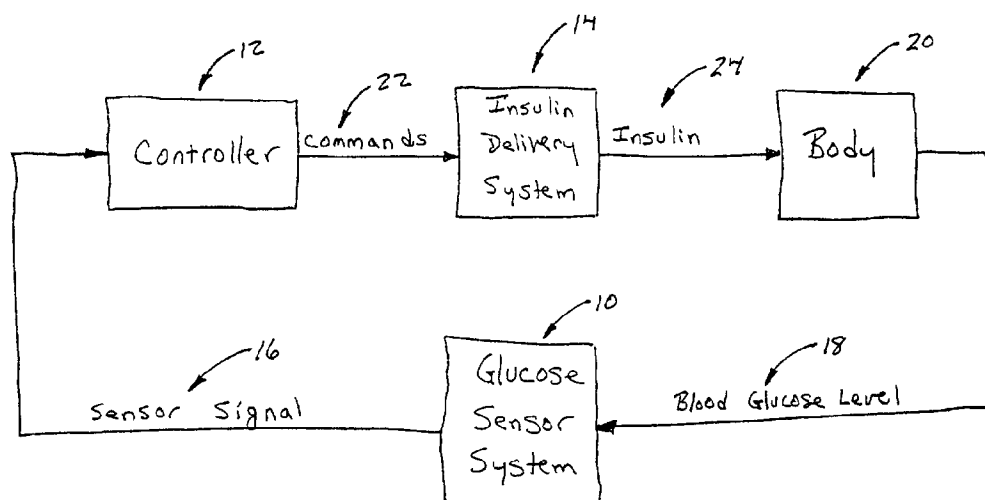 12
14
20
22
24
Controller
Commands
Insulin
Delivery
System
Insulin
Body
10
16
18
Glucose
Sensor
System
Sensor Signal
Blood Glucose Level